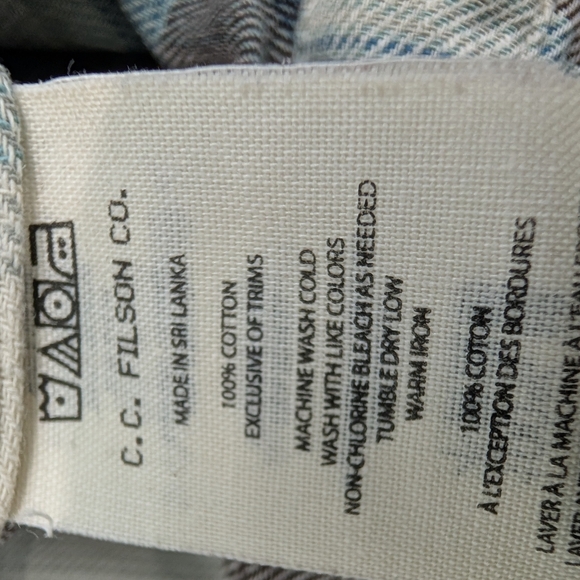 C.C. FILSON CO.
MADE IN SRI LANKA
100% COTTON
EXCLUSIVE OF TRIMS
MACHINE WASH COLD
WASH WITH LIKE COLORS
NON-CHLORINE BLEACH AS NEEDED
TUMBLE DRY LOW
WARM IRON
100% COTON
À L'EXCEPTION DES BORDURES
LAVER À LA MACHINE À L'EAU
LAVER